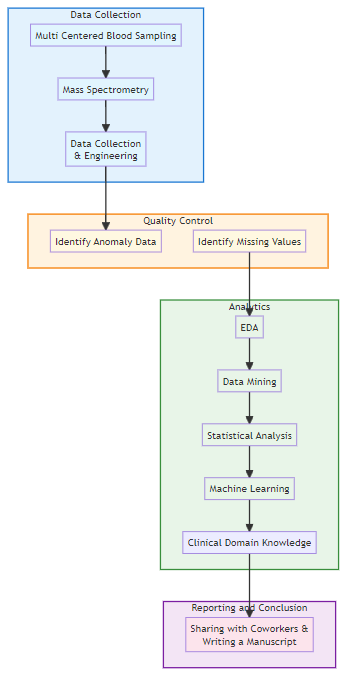 Data Collection
Multi Centered Blood Sampling
Mass Spectrometry
Data Collection
& Engineering
Quality Control
Identify Anomaly Data
Identify Missing Values
Analytics
EDA
Data Mining
Statistical Analysis
Machine Learning
Clinical Domain Knowledge
Reporting and Conclusion
Sharing with Coworkers &
Writing a Manuscript